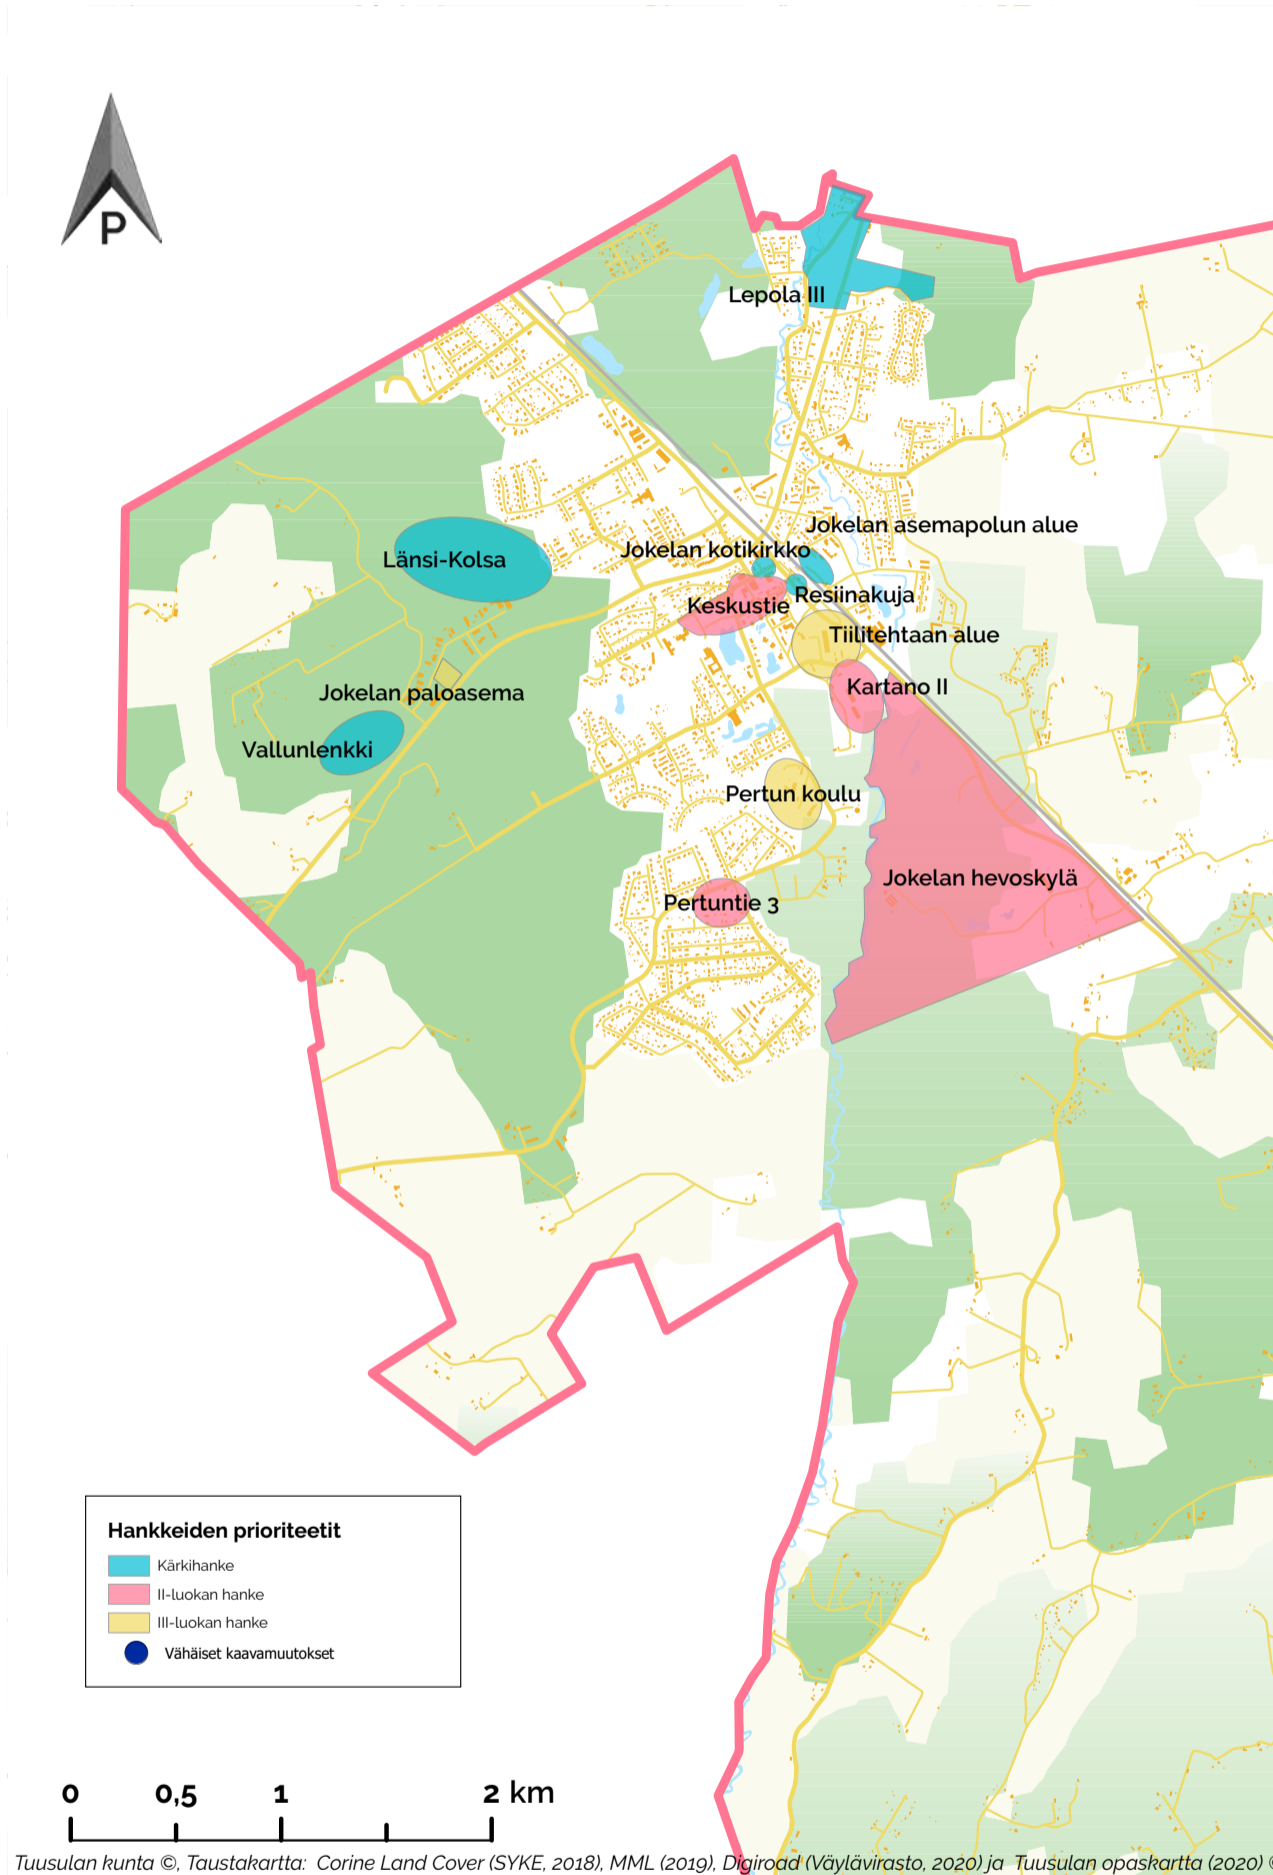 P
Lepola III
Jokelan asemapolun alue
Jokelan kotikirkko
Länsi-Kolsa
Resiinakuja
Keskustie
Tiilitehtaan alue
Jokelan paloasema
Kartano II
Vallunlenkki
Pertun koulu
Jokelan hevoskylä
Pertuntie 3
Hankkeiden prioriteetit
Kärkihanke
II-luokan hanke
III-luokan hanke
Vähäiset kaavamuutokset
0 0,5 1 2 km
Tuusulan kunta ©, Taustakartta: Corine Land Cover (SYKE, 2018), MML (2019), Digiroad (Väylävirasto, 2020) ja Tuusulan opaskartta (2020)